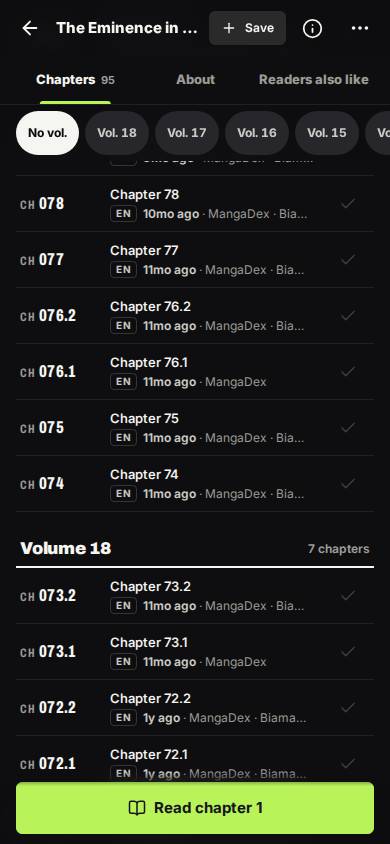 The Eminence in ...
+ Save
Chapters 95
About
Readers also like
No vol.
Vol. 18
Vol. 17
Vol. 16
Vol. 15
CH 078
Chapter 78
EN 10mo ago · MangaDex · Bia...
CH 077
Chapter 77
EN 11mo ago · MangaDex · Bia...
CH 076.2
Chapter 76.2
EN 11mo ago · MangaDex · Bia...
CH 076.1
Chapter 76.1
EN 11mo ago · MangaDex
CH 075
Chapter 75
EN 11mo ago · MangaDex · Bia...
CH 074
Chapter 74
EN 11mo ago · MangaDex · Bia...
Volume 18
7 chapters
CH 073.2
Chapter 73.2
EN 11mo ago · MangaDex · Bia...
CH 073.1
Chapter 73.1
EN 11mo ago · MangaDex
CH 072.2
Chapter 72.2
EN 1y ago · MangaDex · Biama...
CH 072.1
Chapter 72.1
EN 1y ago · MangaDex · Biama...
Read chapter 1